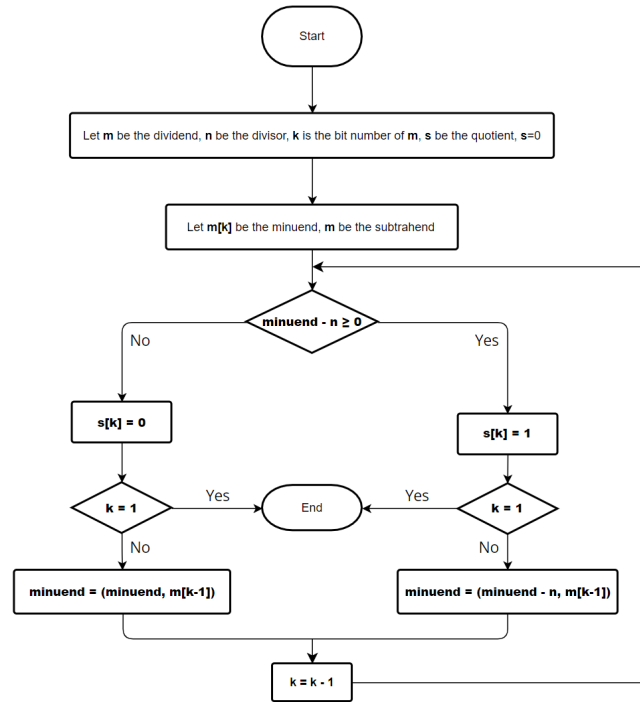 Start
Let m be the dividend, n be the divisor, k is the bit number of m, s be the quotient, s=0
Let m[k] be the minuend, m be the subtrahend
minuend - n ≥ 0
No
Yes
s[k] = 0
s[k] = 1
k = 1
Yes
End
Yes
k = 1
No
No
minuend = (minuend, m[k-1])
minuend = (minuend - n, m[k-1])
k = k - 1